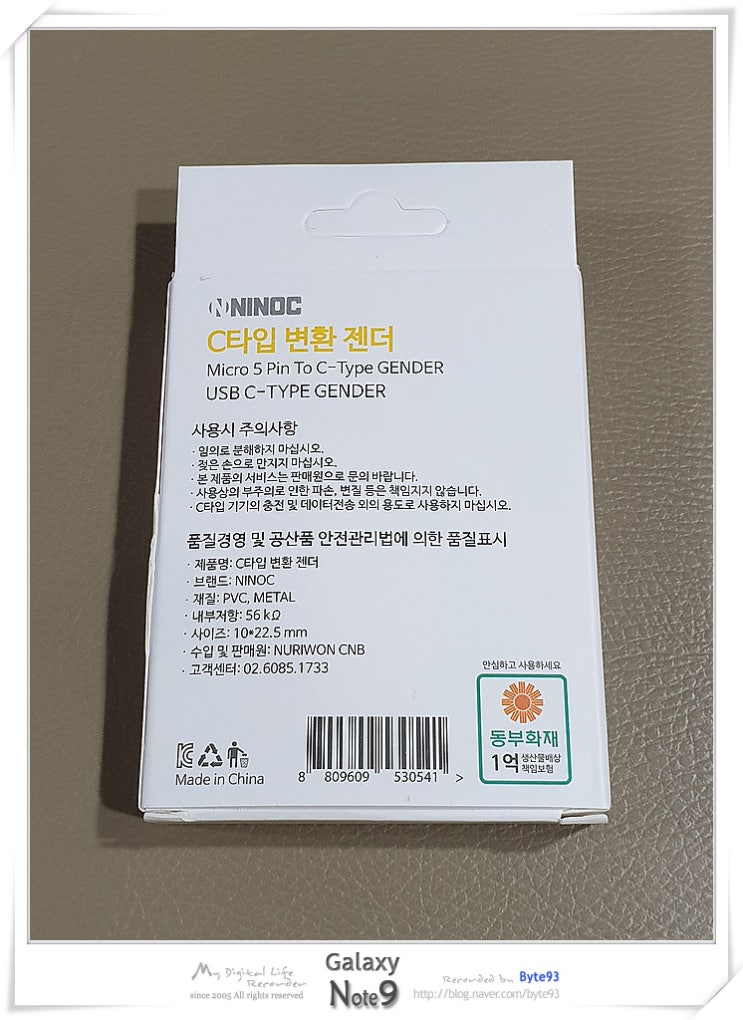 NINOC
C타입 변환 젠더
Micro 5 Pin To C-Type GENDER
USB C-TYPE GENDER
사용시 주의사항
· 임의로 분해하지 마십시오.
· 젖은 손으로 만지지 마십시오.
· 본 제품의 서비스는 판매원으로 문의 바랍니다.
· 사용상의 부주의로 인한 파손, 변질 등은 책임지지 않습니다.
· C타입 기기의 충전 및 데이터전송 외의 용도로 사용하지 마십시오.
품질경영 및 공산품 안전관리법에 의한 품질표시
· 제품명: C타입 변환 젠더
· 브랜드: NINOC
· 재질: PVC, METAL
· 내부저항: 56 kΩ
· 사이즈: 10*22.5 mm
· 수입 및 판매원: NURIWON CNB
· 고객센터: 02.6085.1733
안심하고 사용하세요
동부화재
1억 생산물배상
책임보험
Made in China
8 809609 530541 >
My Digital Life
Recorder
since 2005 All rights reserved
Galaxy
Note9
Recorded by Byte93
http://blog.naver.com/byte93